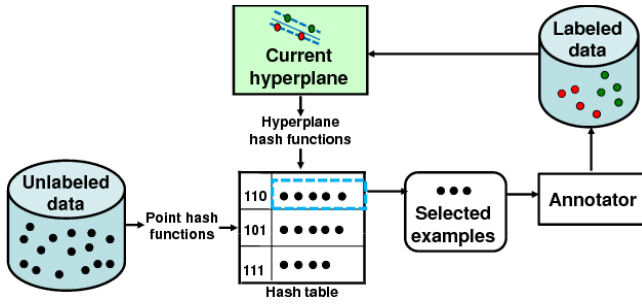 Labeled
data
Current
hyperplane
Hyperplane
hash functions
Unlabeled
data
Point hash
functions
110
101
111
Hash table
Selected
examples
Annotator